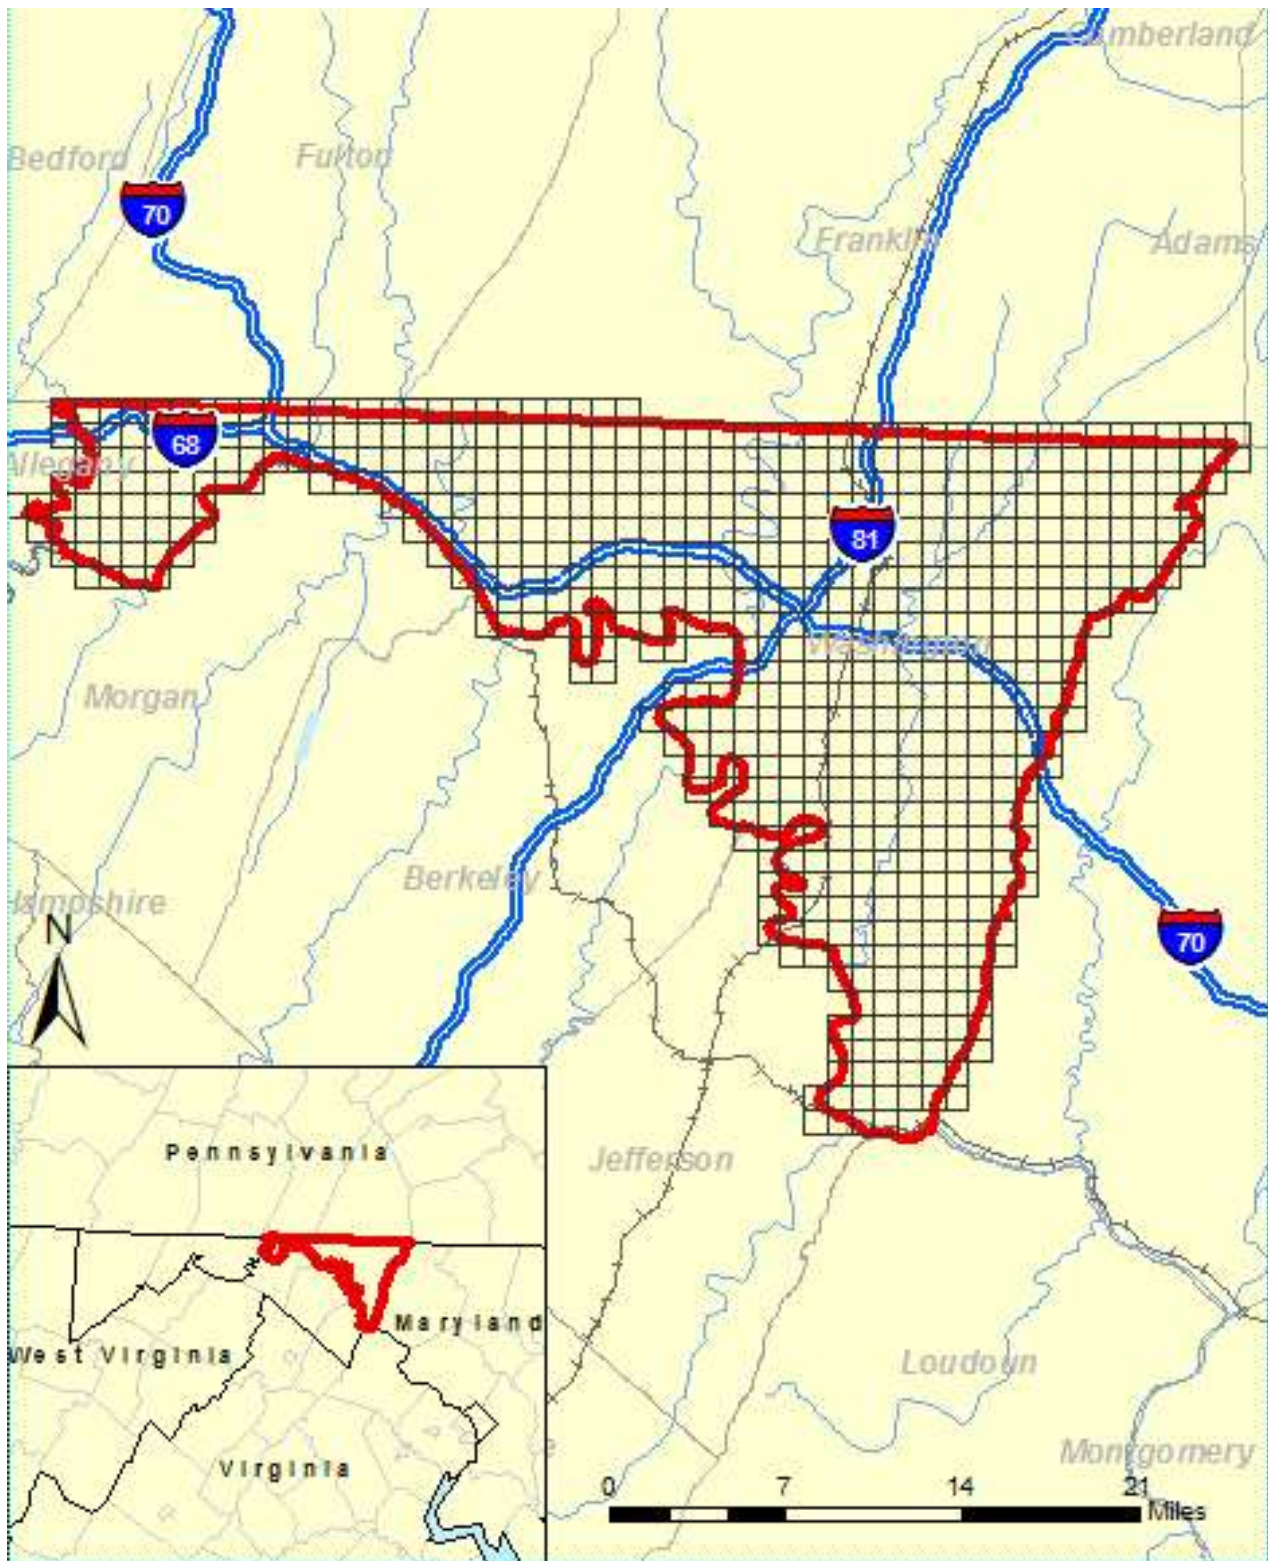 Cumberland
Bedford
Fulton
70
Franklin
Adams
68
Allegany
81
Washington
Morgan
Berkeley
Hampshire
70
N
Pennsylvania
Jefferson
Maryland
West Virginia
Loudoun
Virginia
Montgomery
0 7 14 21
Miles